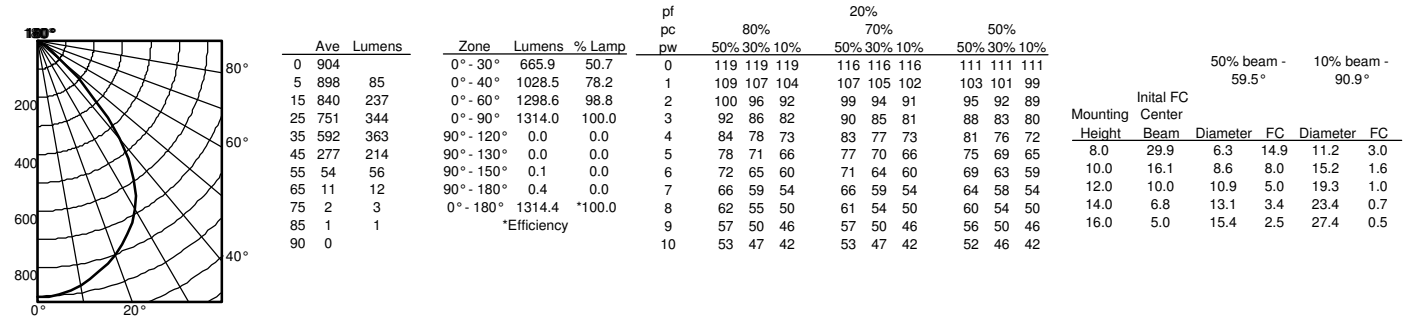 180°
80°
200
60°
400
600
40°
800
0° 20°
Ave Lumens
0 904
5 898 85
15 840 237
25 751 344
35 592 363
45 277 214
55 54 56
65 11 12
75 2 3
85 1 1
90 0
Zone Lumens % Lamp
0°- 30° 665.9 50.7
0°- 40° 1028.5 78.2
0°- 60° 1298.6 98.8
0°- 90° 1314.0 100.0
90°- 120° 0.0 0.0
90°- 130° 0.0 0.0
90°- 150° 0.1 0.0
90°- 180° 0.4 0.0
0°- 180° 1314.4 *100.0
*Efficiency
pf 20%
pc 80% 70% 50%
pw 50% 30% 10% 50% 30% 10% 50% 30% 10%
0 119 119 119 116 116 116 111 111 111
1 109 107 104 107 105 102 103 101 99
2 100 96 92 99 94 91 95 92 89
3 92 86 82 90 85 81 88 83 80
4 84 78 73 83 77 73 81 76 72
5 78 71 66 77 70 66 75 69 65
6 72 65 60 71 64 60 69 63 59
7 66 59 54 66 59 54 64 58 54
8 62 55 50 61 54 50 60 54 50
9 57 50 46 57 50 46 56 50 46
10 53 47 42 53 47 42 52 46 42
50% beam - 10% beam -
59.5° 90.9°
Inital FC
Mounting Center
Height Beam Diameter FC Diameter FC
8.0 29.9 6.3 14.9 11.2 3.0
10.0 16.1 8.6 8.0 15.2 1.6
12.0 10.0 10.9 5.0 19.3 1.0
14.0 6.8 13.1 3.4 23.4 0.7
16.0 5.0 15.4 2.5 27.4 0.5